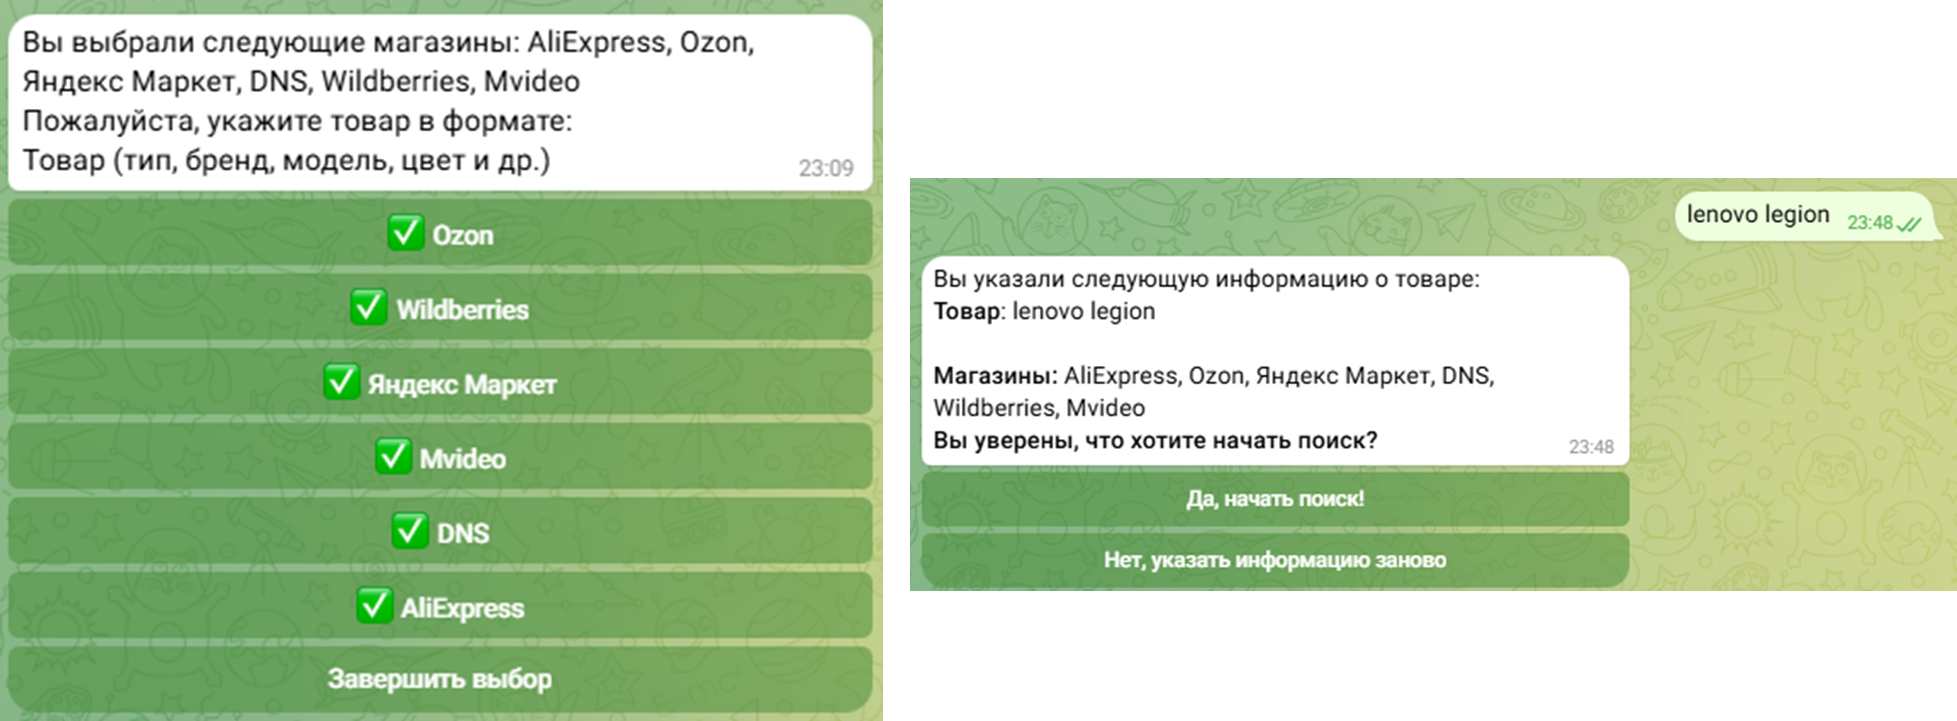 Вы выбрали следующие магазины: AliExpress, Ozon,
Яндекс Маркет, DNS, Wildberries, Mvideo
Пожалуйста, укажите товар в формате:
Товар (тип, бренд, модель, цвет и др.)
23:09
Ozon
Wildberries
Яндекс Маркет
Mvideo
DNS
AliExpress
Завершить выбор
lenovo legion 23:48
Вы указали следующую информацию о товаре:
Товар: lenovo legion
Магазины: AliExpress, Ozon, Яндекс Маркет, DNS,
Wildberries, Mvideo
Вы уверены, что хотите начать поиск?
23:48
Да, начать поиск!
Нет, указать информацию заново